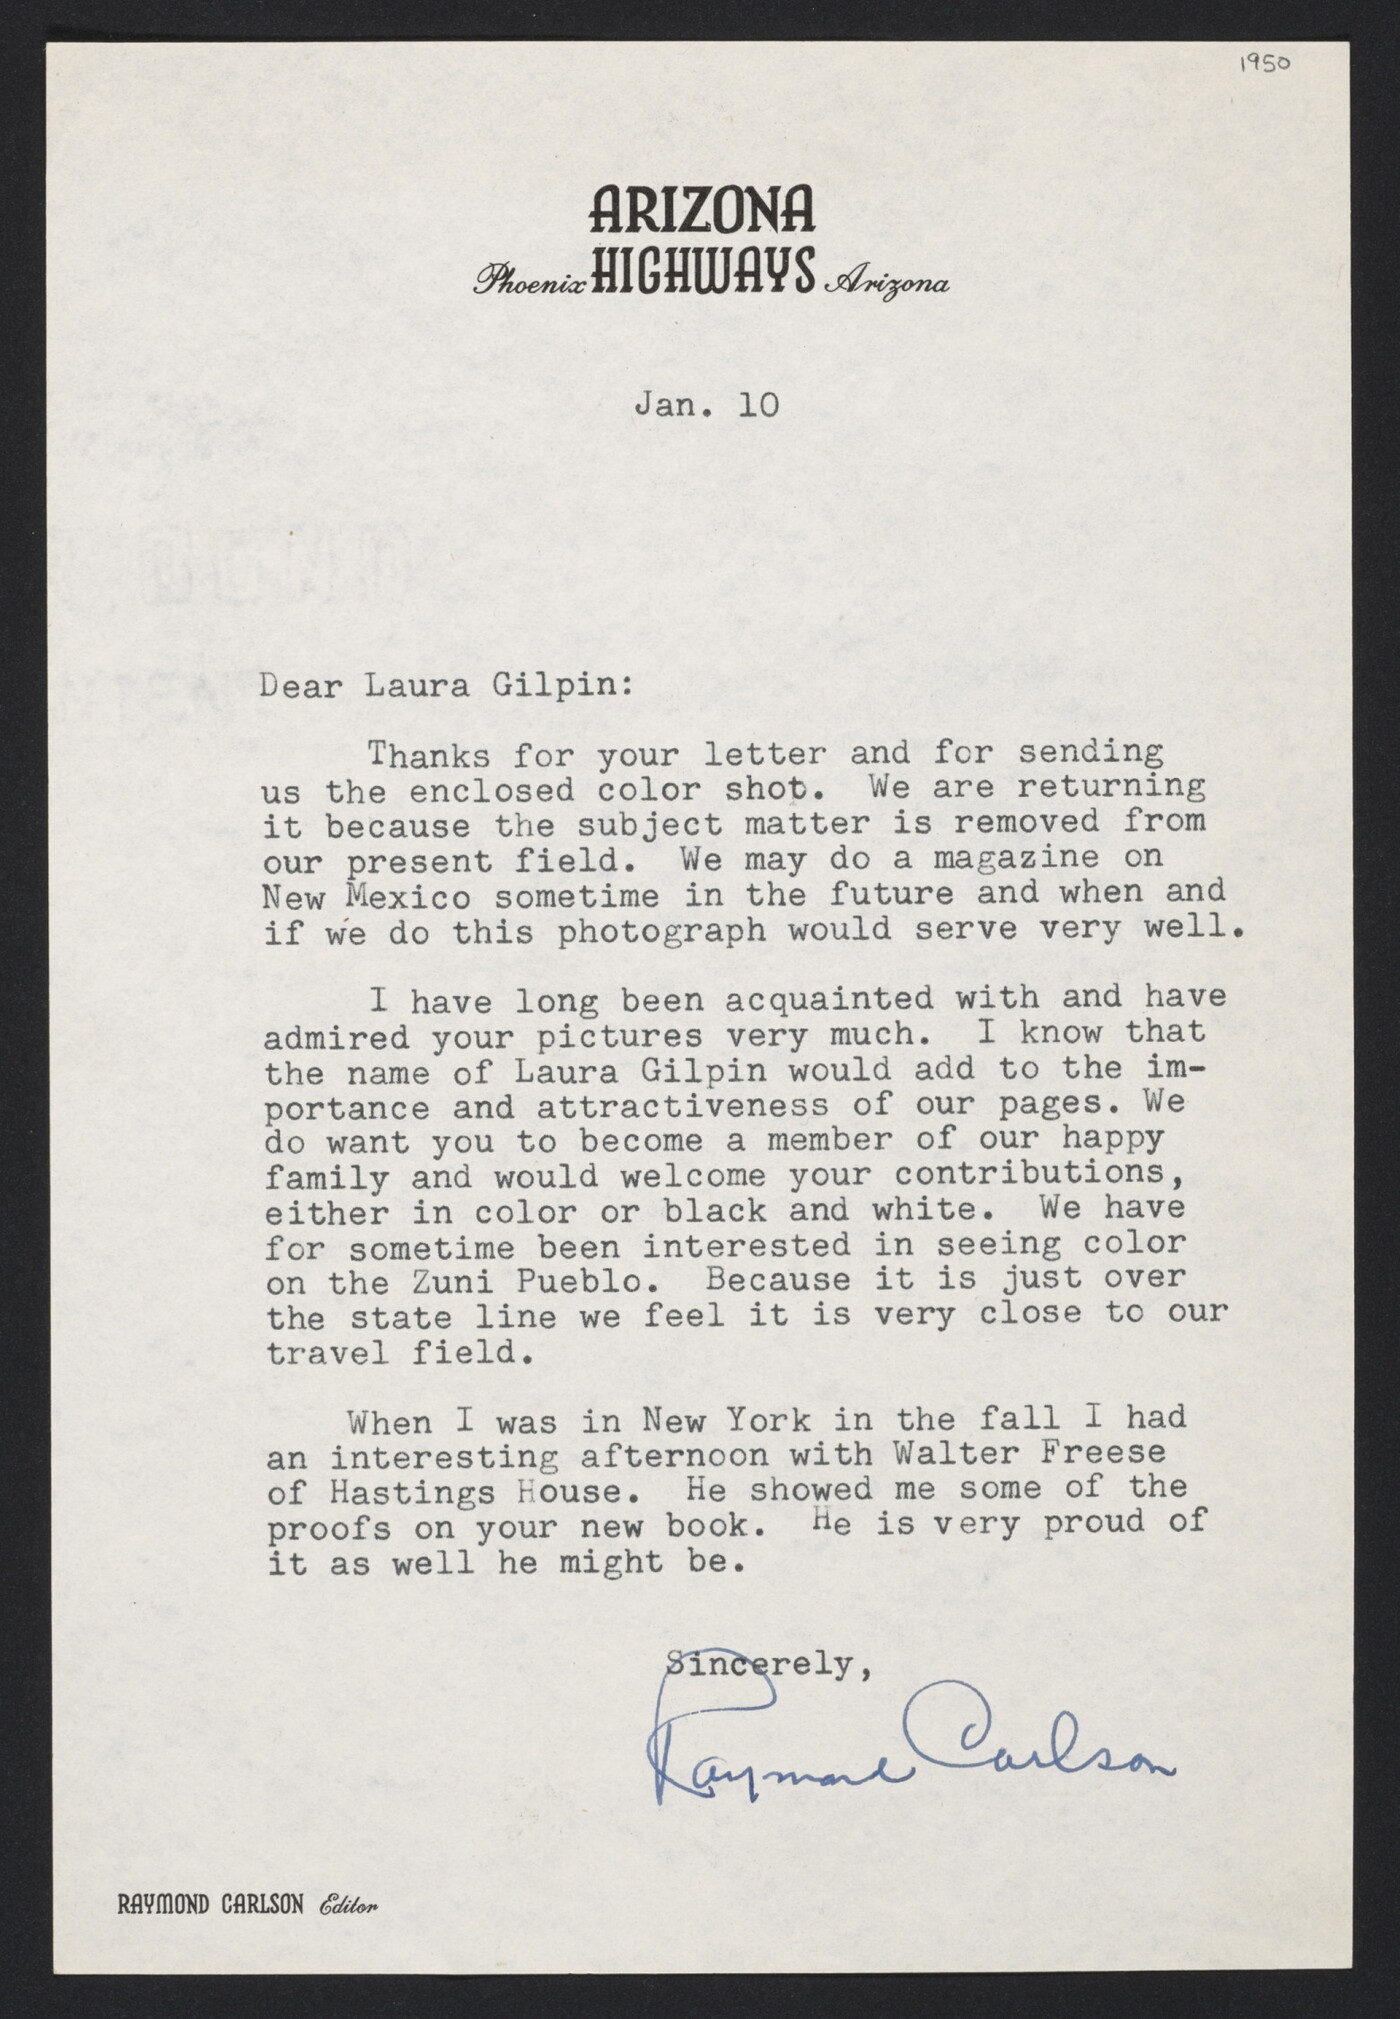 1950
ARIZONA
Phoenix HIGHWAYS Arizona
Jan. 10
Dear Laura Gilpin:
Thanks for your letter and for sending
us the enclosed color shot. We are returning
it because the subject matter is removed from
our present field. We may do a magazine on
New Mexico sometime in the future and when and
if we do this photograph would serve very well.
I have long been acquainted with and have
admired your pictures very much. I know that
the name of Laura Gilpin would add to the im-
portance and attractiveness of our pages. We
do want you to become a member of our happy
family and would welcome your contributions,
either in color or black and white. We have
for sometime been interested in seeing color
on the Zuni Pueblo. Because it is just over
the state line we feel it is very close to our
travel field.
When I was in New York in the fall I had
an interesting afternoon with Walter Freese
of Hastings House. He showed me some of the
proofs on your new book. He is very proud of
it as well he might be.
Sincerely,
Raymond Carlson
RAYMOND CARLSON Editor